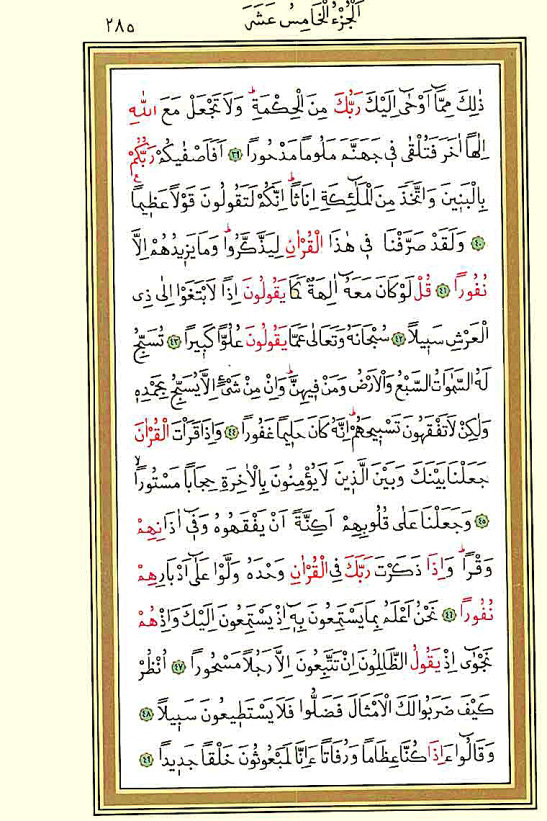 ٢٨٥ اَلْجُزْءُ الْخَامِسُ عَشَرَ
ذٰلِكَ مِمَّٓا اَوْحٰٓى اِلَيْكَ رَبُّكَ مِنَ الْحِكْمَةِۜ وَلَا تَجْعَلْ مَعَ اللّٰهِ
اِلٰهًا اٰخَرَ فَتُلْقٰى فٖى جَهَنَّمَ مَلُومًا مَدْحُورًا ﴿٣٩﴾ اَفَاَصْفٰيكُمْ رَبُّكُمْ
بِالْبَنٖينَ وَاتَّخَذَ مِنَ الْمَلٰٓئِكَةِ اِنَاثًاۜ اِنَّكُمْ لَتَقُولُونَ قَوْلًا عَظٖيمًا
﴿٤٠﴾ وَلَقَدْ صَرَّفْنَا فٖى هٰذَا الْقُرْاٰنِ لِيَذَّكَّرُواۜ وَمَا يَزٖيدُهُمْ اِلَّا
نُفُورًا ﴿٤١﴾ قُلْ لَوْ كَانَ مَعَهُٓ اٰلِهَةٌ كَمَا يَقُولُونَ اِذًا لَابْتَغَوْا اِلٰى ذِى
الْعَرْشِ سَبٖيلًا ﴿٤٢﴾ سُبْحَانَهُ وَتَعَالٰى عَمَّا يَقُولُونَ عُلُوًّا كَبٖيرًا ﴿٤٣﴾ تُسَبِّحُ
لَهُ السَّمٰوَاتُ السَّبْعُ وَالْاَرْضُ وَمَنْ فٖيهِنَّۜ وَاِنْ مِنْ شَىْءٍ اِلَّا يُسَبِّحُ بِحَمْدِهٖ
وَلٰكِنْ لَا تَفْقَهُونَ تَسْبٖيحَهُمْۜ اِنَّهُ كَانَ حَلٖيمًا غَفُورًا ﴿٤٤﴾ وَاِذَا قَرَاْتَ الْقُرْاٰنَ
جَعَلْنَا بَيْنَكَ وَبَيْنَ الَّذٖينَ لَا يُؤْمِنُونَ بِالْاٰخِرَةِ حِجَابًا مَسْتُورًاۙ
﴿٤٥﴾ وَجَعَلْنَا عَلٰى قُلُوبِهِمْ اَكِنَّةً اَنْ يَفْقَهُوهُ وَفٖٓى اٰذَانِهِمْ
وَقْرًاۜ وَاِذَا ذَكَرْتَ رَبَّكَ فِى الْقُرْاٰنِ وَحْدَهُ وَلَّوْا عَلٰٓى اَدْبَارِهِمْ
نُفُورًا ﴿٤٦﴾ نَحْنُ اَعْلَمُ بِمَا يَسْتَمِعُونَ بِهٖٓ اِذْ يَسْتَمِعُونَ اِلَيْكَ وَاِذْ هُمْ
نَجْوٰٓى اِذْ يَقُولُ الظَّالِمُونَ اِنْ تَتَّبِعُونَ اِلَّا رَجُلًا مَسْحُورًا ﴿٤٧﴾ اُنْظُرْ
كَيْفَ ضَرَبُوا لَكَ الْاَمْثَالَ فَضَلُّوا فَلَا يَسْتَطٖيعُونَ سَبٖيلًا ﴿٤٨﴾
وَقَالُٓوا ءَاِذَا كُنَّا عِظَامًا وَرُفَاتًا ءَاِنَّا لَمَبْعُوثُونَ خَلْقًا جَدٖيدًا ﴿٤٩﴾